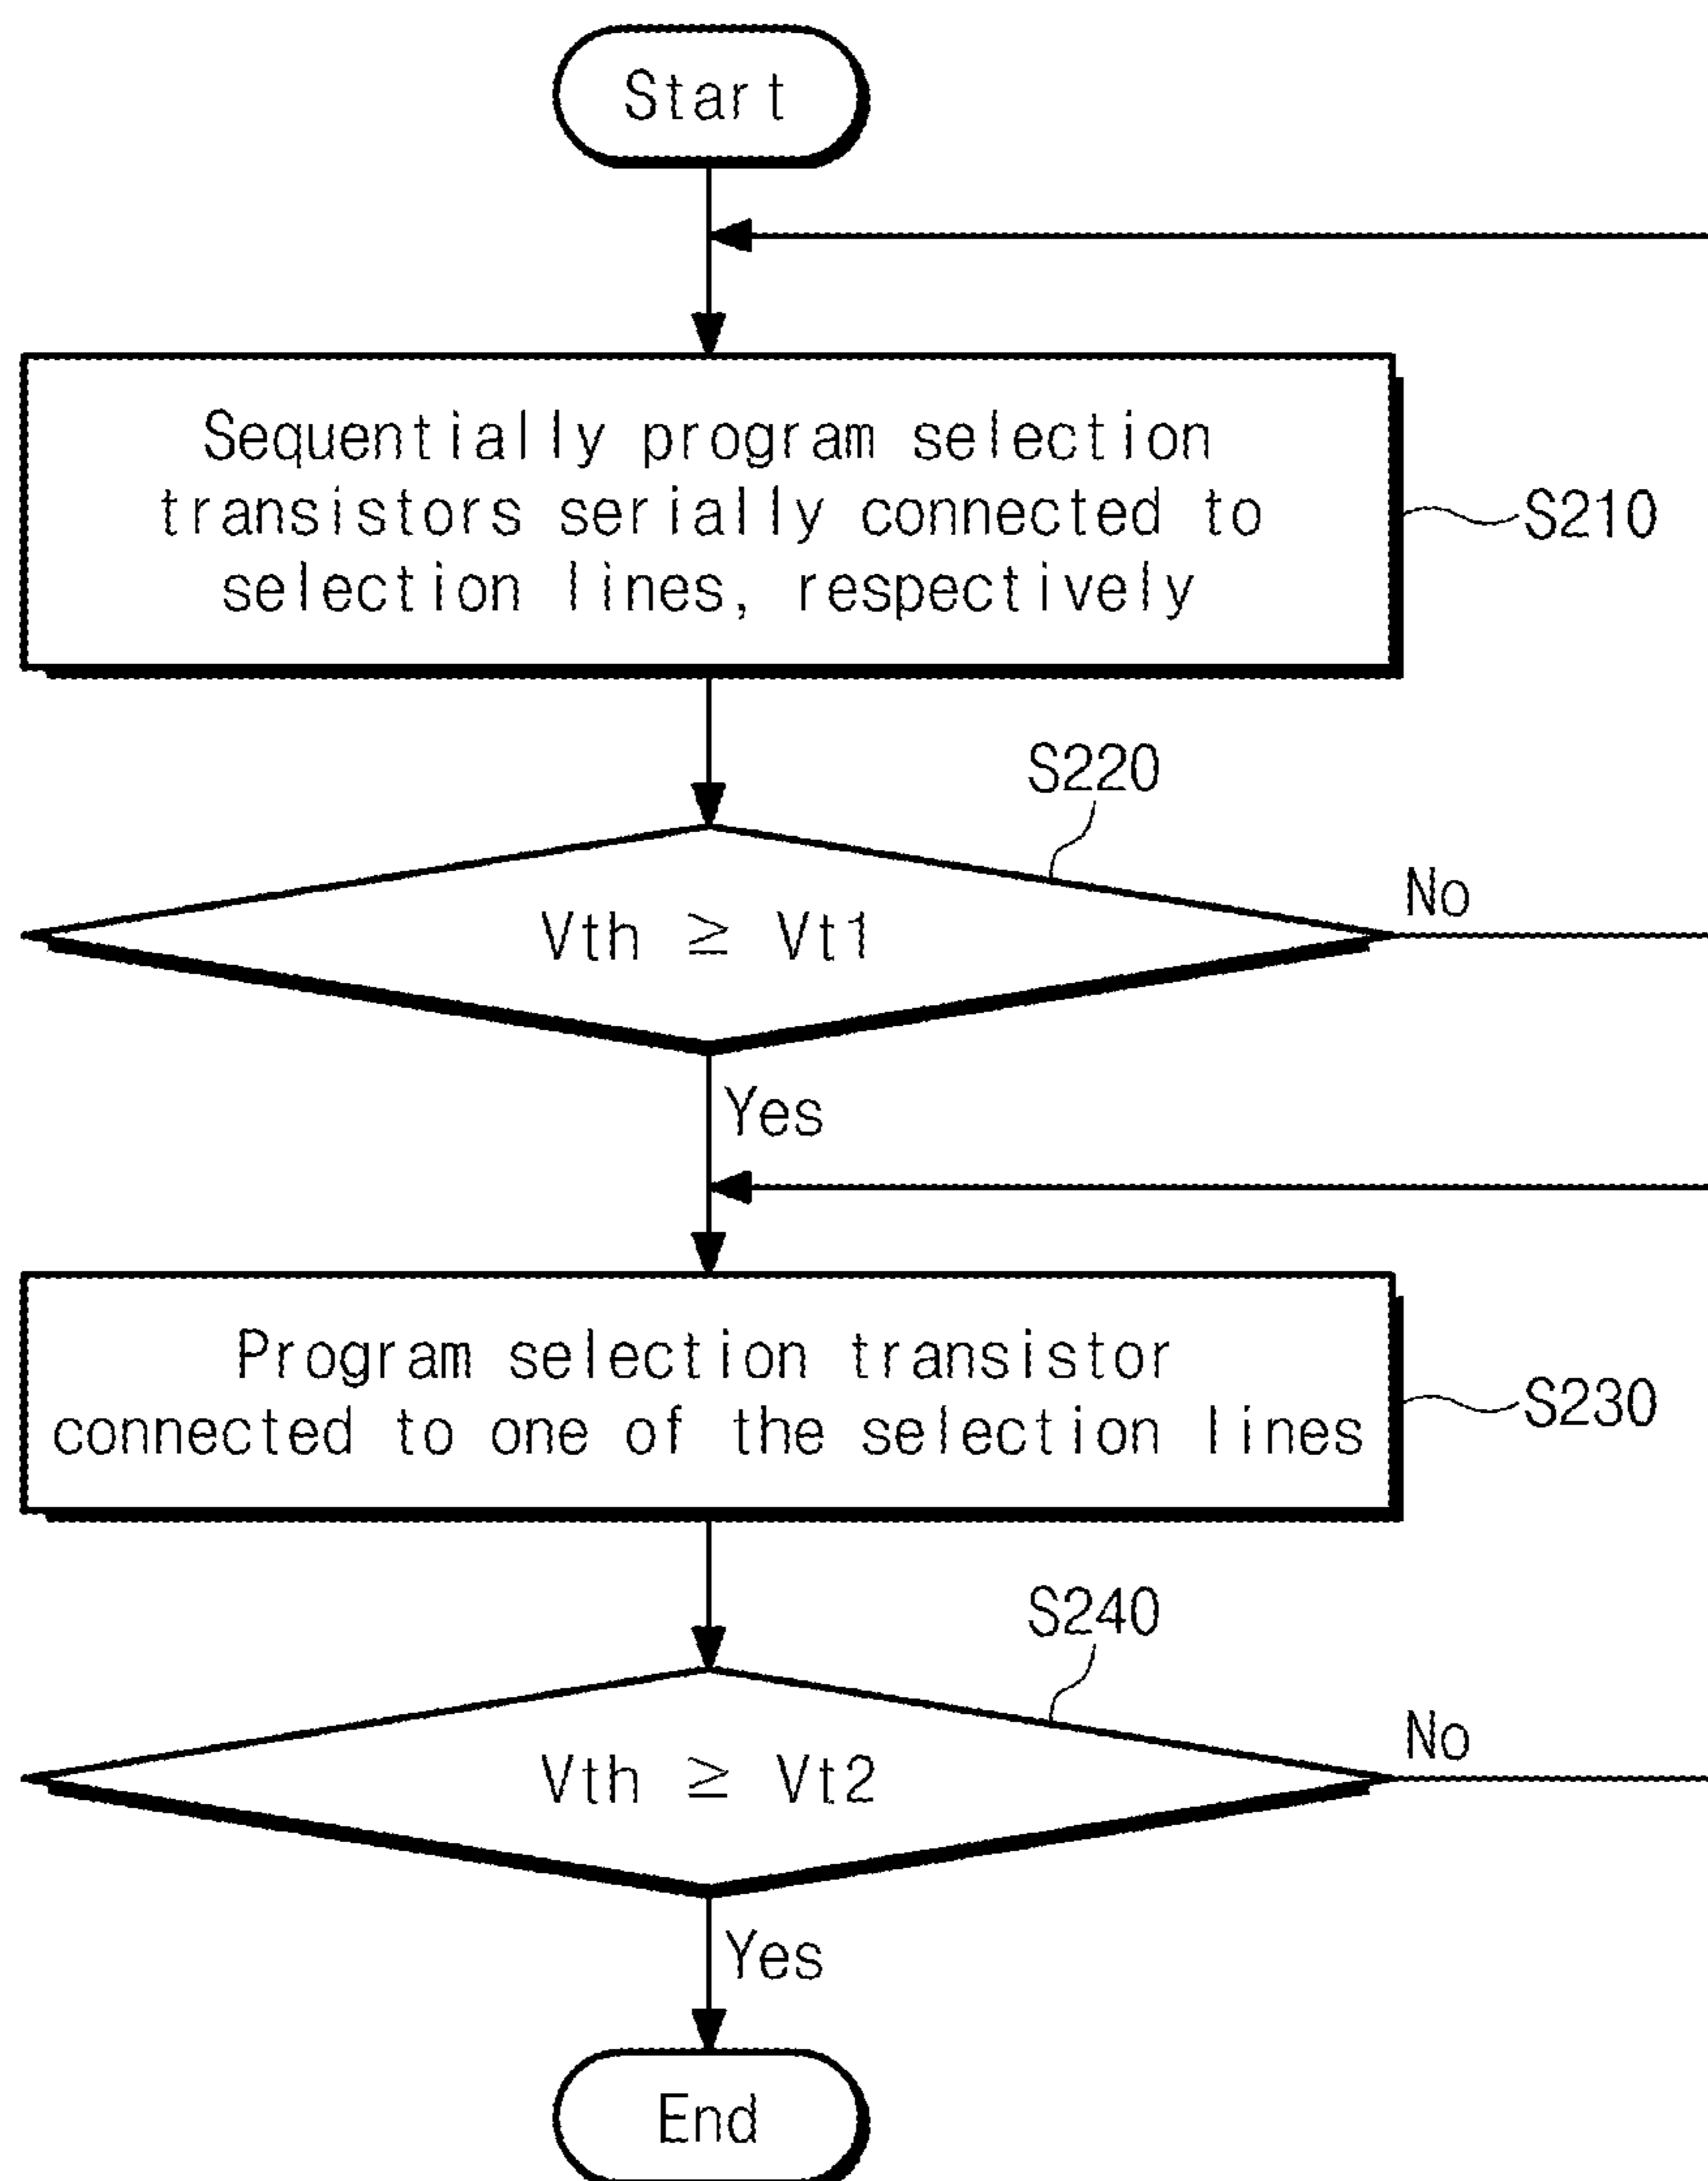 Start
Sequentially program selection
transistors serially connected to
selection lines, respectively
S210
S220
Vth ≥ Vt1
No
Yes
Program selection transistor
connected to one of the selection lines
S230
S240
Vth ≥ Vt2
No
Yes
End